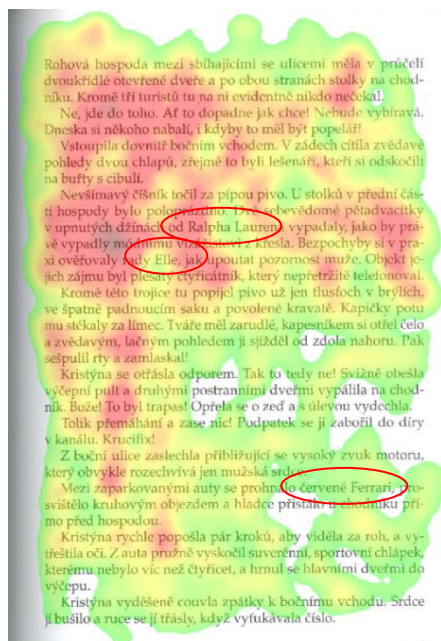 Rohová hospoda mezi sbíhajícími se ulicemi měla v průčelí
dvoukřídlé otevřené dveře a po obou stranách stolky na chod-
níku. Kromě tří turistů tu na ni evidentně nikdo nečekal.
Ne, jde do toho. Ať to dopadne jak chce! Nebude vybíravá.
Dneska si někoho nabalí, i kdyby to měl být popelář!
Vstoupila dovnitř bočním vchodem. V zádech cítila zvědavé
pohledy dvou chlapů, zřejmě to byli lešenáři, kteří si odskočili
na buřty s cibulí.
Nevšímavý číšník točil za pípou pivo. U stolků v přední čás-
ti hospody bylo poloprázdno. Dvě sebevědomé pětadvacítky
v upnutých džínách od Ralpha Laurena vypadaly, jako by prá-
vě vypadly módnímu vizážistovi z křesla. Bezpochyby si v pra-
xi ověřovaly rady Elle, jak upoutat pozornost muže. Objekt je-
jich zájmu byl plešatý čtyřicátník, který nepřetržitě telefonoval.
Kromě této trojice tu popíjel pivo už jen tlusťoch v brýlích,
ve špatně padnoucím saku a povolené kravatě. Kapičky potu
mu stékaly za límec. Tváře měl zarudlé, kapesníkem si otřel čelo
a zvědavým, lačným pohledem ji sjížděl od zdola nahoru. Pak
sešpulil rty a zamlaskal!
Kristýna se otřásla odporem. Tak to tedy ne! Svižně obešla
výčepní pult a druhými postranními dveřmi vypálila na chod-
ník. Bože! To byl trapas! Opřela se o zeď a s úlevou vydechla.
Tolik přemáhání a zase nic! Podpatek se jí zabořil do díry
v kanálu. Krucifix!
Z boční ulice zaslechla přibližující se vysoký zvuk motoru,
který obvykle rozechvívá jen mužská srdce.
Mezi zaparkovanými auty se prohnalo červené Ferrari, pro-
svištělo kruhovým objezdem a hladce přistálo u chodníku pří-
mo před hospodou.
Kristýna rychle popošla pár kroků, aby viděla za roh, a vy-
třeštila oči. Z auta pružně vyskočil suverénní, sportovní chlápek,
kterému nebylo víc než čtyřicet, a hrnul se hlavními dveřmi do
výčepu.
Kristýna vyděšeně couvla zpátky k bočnímu vchodu. Srdce
jí bušilo a ruce se jí třásly, když vyťukávala číslo.